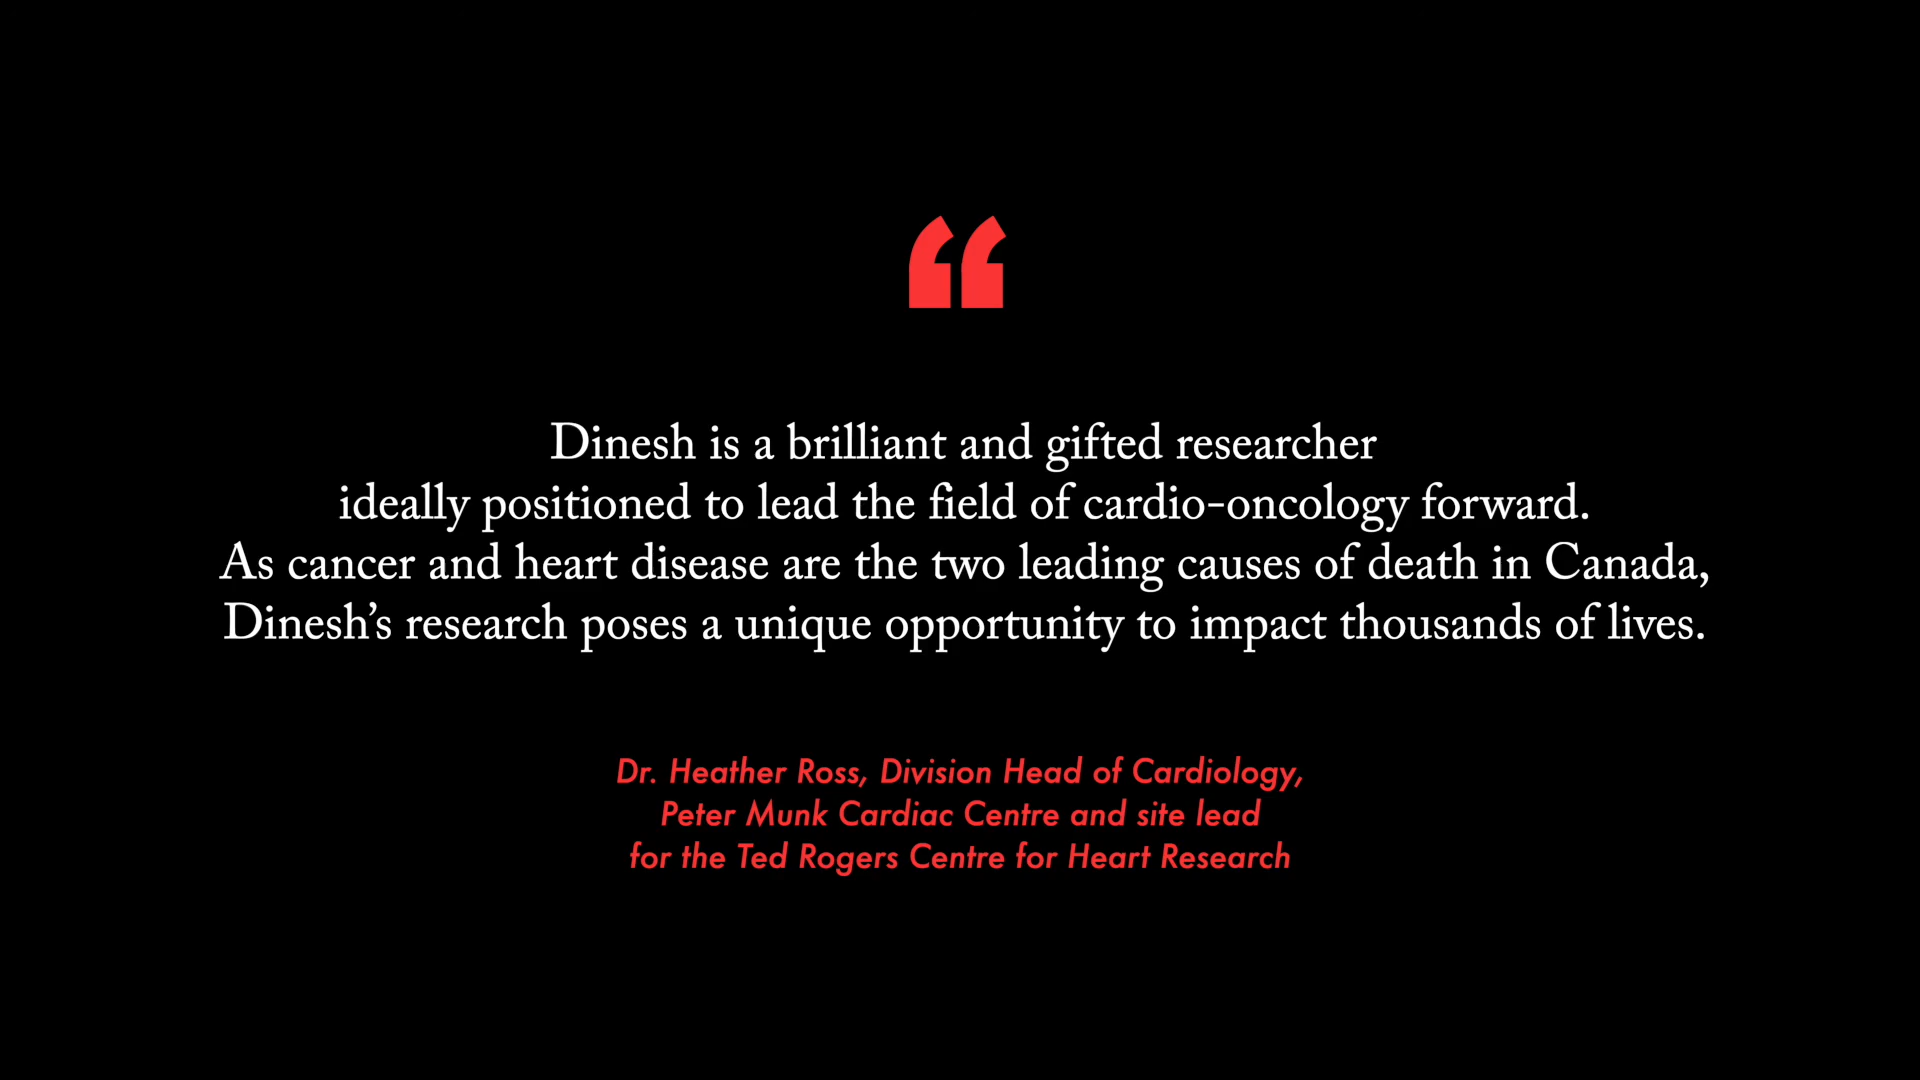 “
Dinesh is a brilliant and gifted researcher
ideally positioned to lead the field of cardio-oncology forward.
As cancer and heart disease are the two leading causes of death in Canada,
Dinesh’s research poses a unique opportunity to impact thousands of lives.
Dr. Heather Ross, Division Head of Cardiology,
Peter Munk Cardiac Centre and site lead
for the Ted Rogers Centre for Heart Research